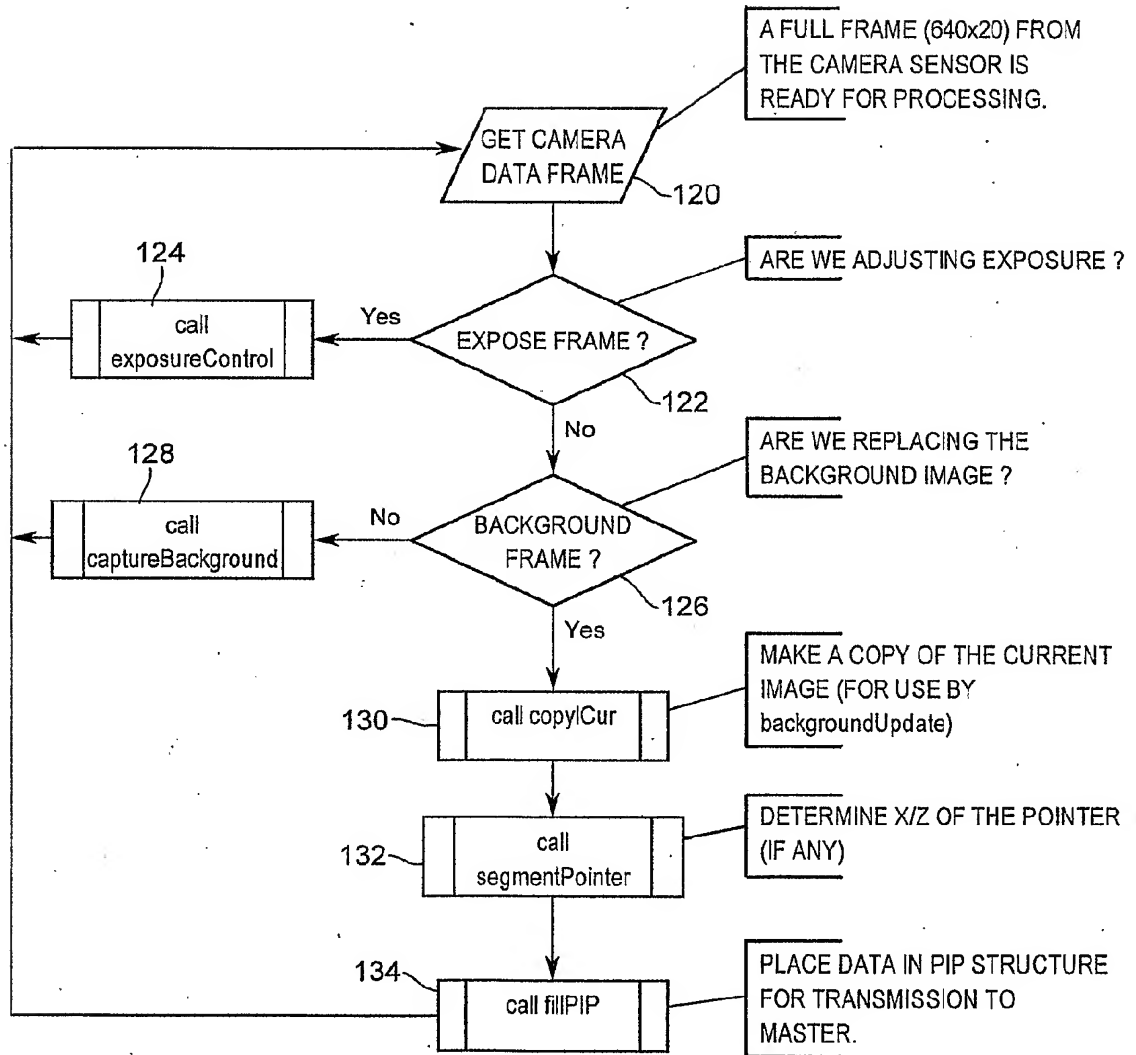 A FULL FRAME (640x20) FROM
THE CAMERA SENSOR IS
READY FOR PROCESSING.
GET CAMERA
DATA FRAME
120
124
ARE WE ADJUSTING EXPOSURE ?
call
exposureControl
Yes
EXPOSE FRAME ?
122
No
ARE WE REPLACING THE
BACKGROUND IMAGE ?
128
call
captureBackground
No
BACKGROUND
FRAME ?
126
Yes
MAKE A COPY OF THE CURRENT
IMAGE (FOR USE BY
backgroundUpdate)
130
call copyICur
DETERMINE X/Z OF THE POINTER
(IF ANY)
132
call
segmentPointer
134
call fillPIP
PLACE DATA IN PIP STRUCTURE
FOR TRANSMISSION TO
MASTER.